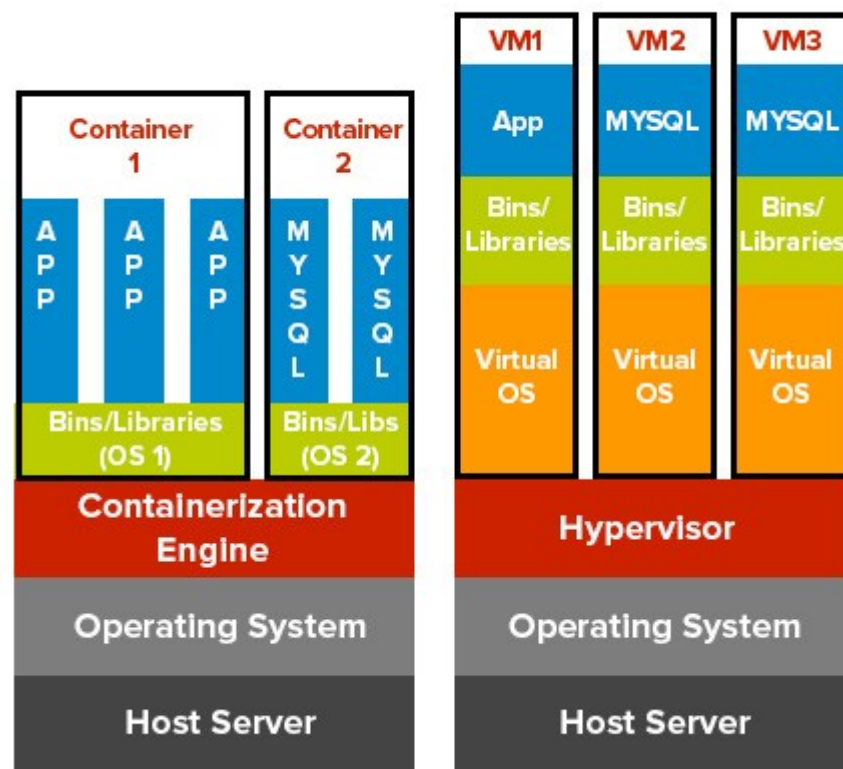 Container
1
A
P
P
A
P
P
A
P
P
Bins/Libraries
(OS 1)
Container
2
M
Y
S
Q
L
M
Y
S
Q
L
Bins/Libs
(OS 2)
Containerization
Engine
Operating System
Host Server
VM1
App
Bins/
Libraries
Virtual
OS
VM2
MYSQL
Bins/
Libraries
Virtual
OS
VM3
MYSQL
Bins/
Libraries
Virtual
OS
Hypervisor
Operating System
Host Server